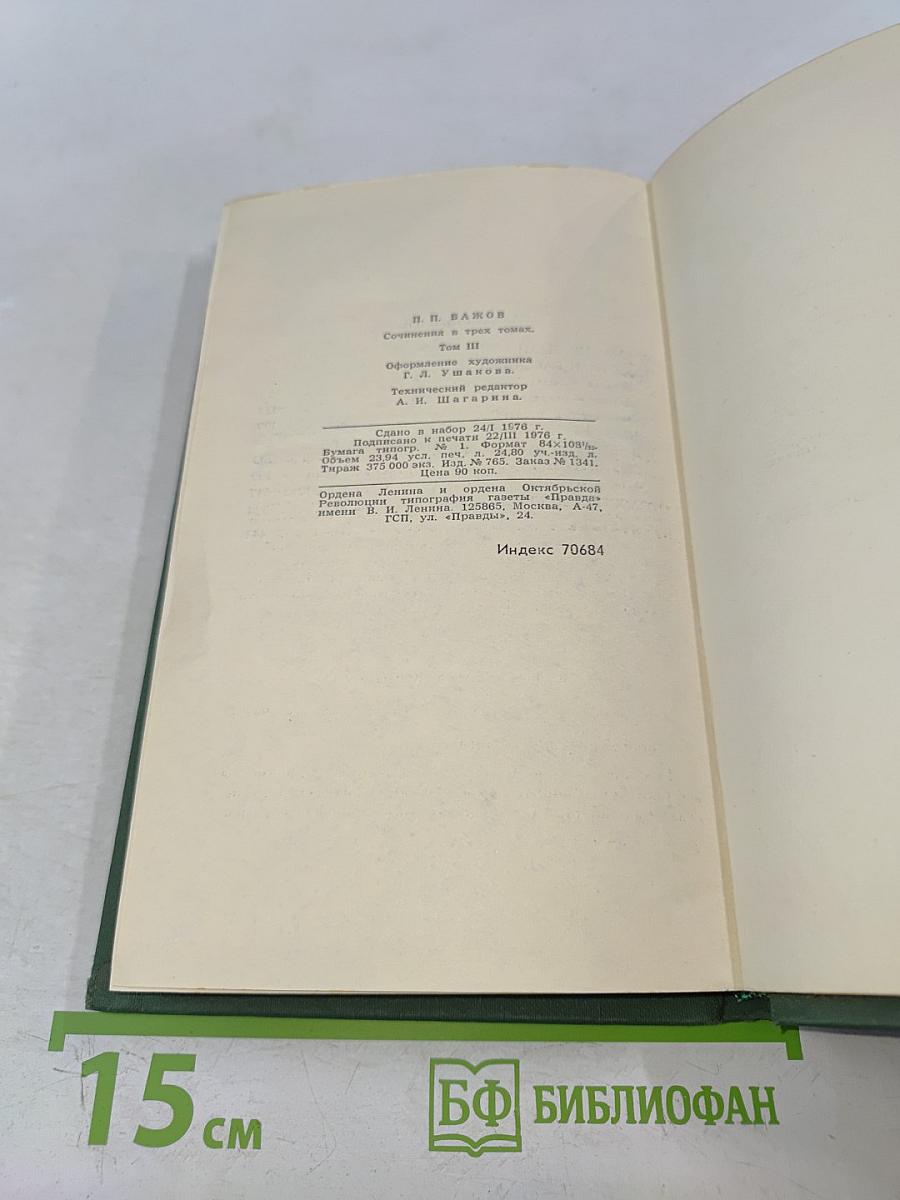 П. П. БАЖОВ
Сочинения в трех томах.
Том III
Оформление художника
Г. Л. Ушакова.
Технический редактор
А. И. Шагарина.
Сдано в набор 24/I 1976 г.
Подписано к печати 22/III 1976 г.
Бумага типогр. № 1. Формат 84×108¹/₃₂.
Объем 23,94 усл. печ. л. 24,80 уч.-изд. л.
Тираж 375 000 экз. Изд. № 765. Заказ № 1341.
Цена 90 коп.
Ордена Ленина и ордена Октябрьской
Революции типография газеты «Правда»
имени В. И. Ленина. 125865, Москва, А-47,
ГСП, ул. «Правды», 24.
Индекс 70684
15 см
БФ БИБЛИОФАН